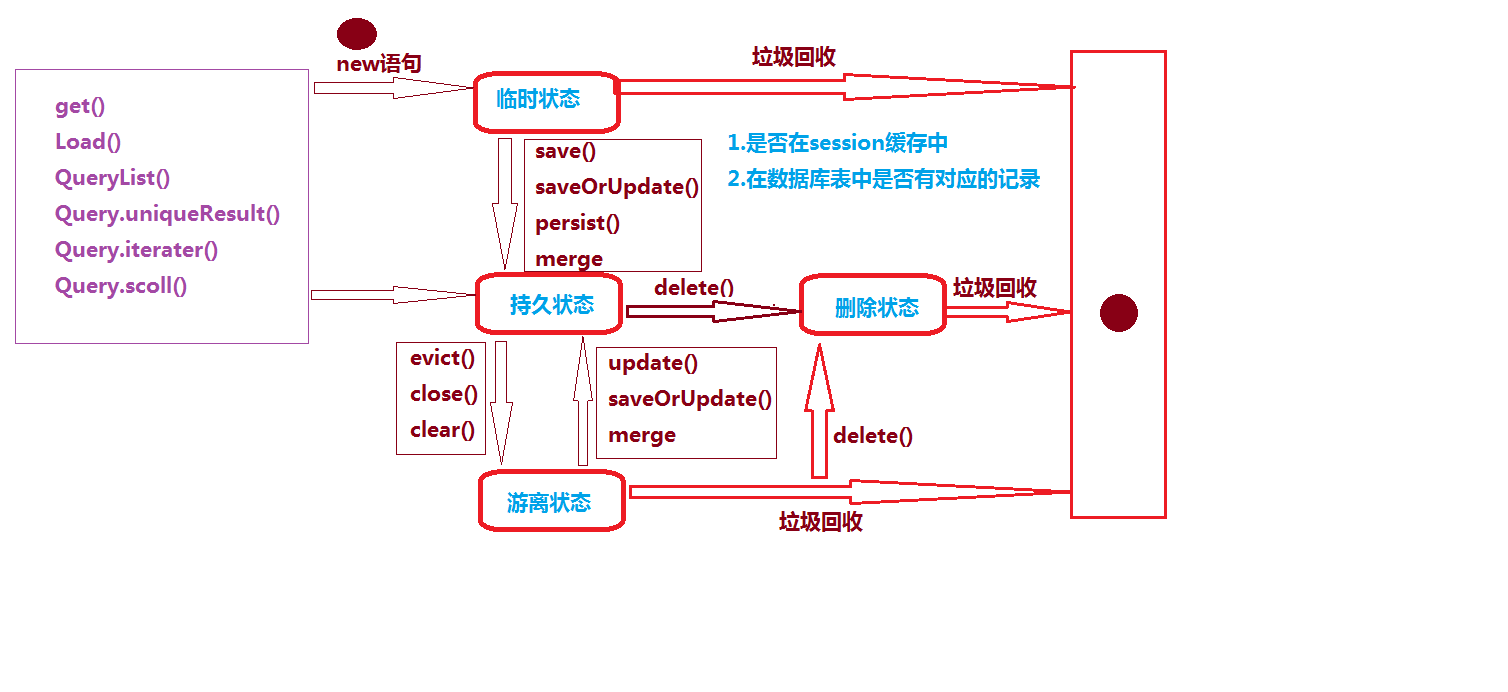 new语句
get()
Load()
QueryList()
Query.uniqueResult()
Query.iterater()
Query.scoll()
临时状态
垃圾回收
1.是否在session缓存中
2.在数据库表中是否有对应的记录
save()
saveOrUpdate()
persist()
merge
持久状态
delete()
删除状态
垃圾回收
evict()
close()
clear()
update()
saveOrUpdate()
merge
delete()
游离状态
垃圾回收